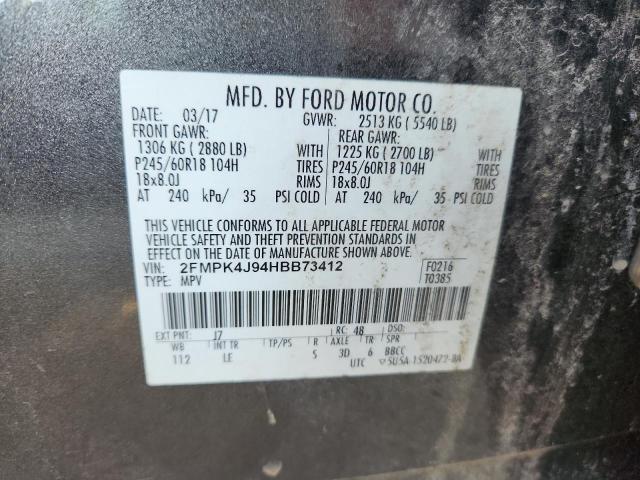 MFD. BY FORD MOTOR CO.
DATE: 03/17 GVWR: 2513 KG ( 5540 LB)
FRONT GAWR: REAR GAWR:
1306 KG ( 2880 LB) WITH 1225 KG ( 2700 LB) WITH
P245/60R18 104H TIRES P245/60R18 104H TIRES
18x8.0J RIMS 18x8.0J RIMS
AT 240 kPa/ 35 PSI COLD AT 240 kPa/ 35 PSI COLD
THIS VEHICLE CONFORMS TO ALL APPLICABLE FEDERAL MOTOR
VEHICLE SAFETY AND THEFT PREVENTION STANDARDS IN
EFFECT ON THE DATE OF MANUFACTURE SHOWN ABOVE.
VIN: 2FMPK4J94HBB73412 F0216
TYPE: MPV T0385
EXT PNT: J7 RC: 48 DSO:
WB INT TR TP/PS R AXLE TR SPR
112 LE 5 3D 6 BBCC
UTC ▽5U5A-1520472-BA